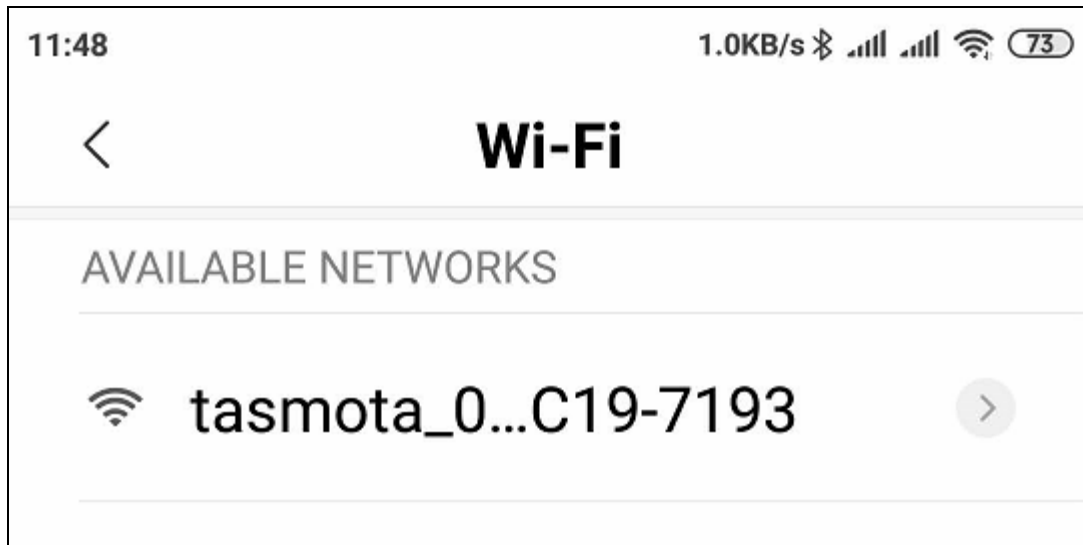 11:48 1.0KB/s 73
Wi-Fi
AVAILABLE NETWORKS
tasmota_0...C19-7193